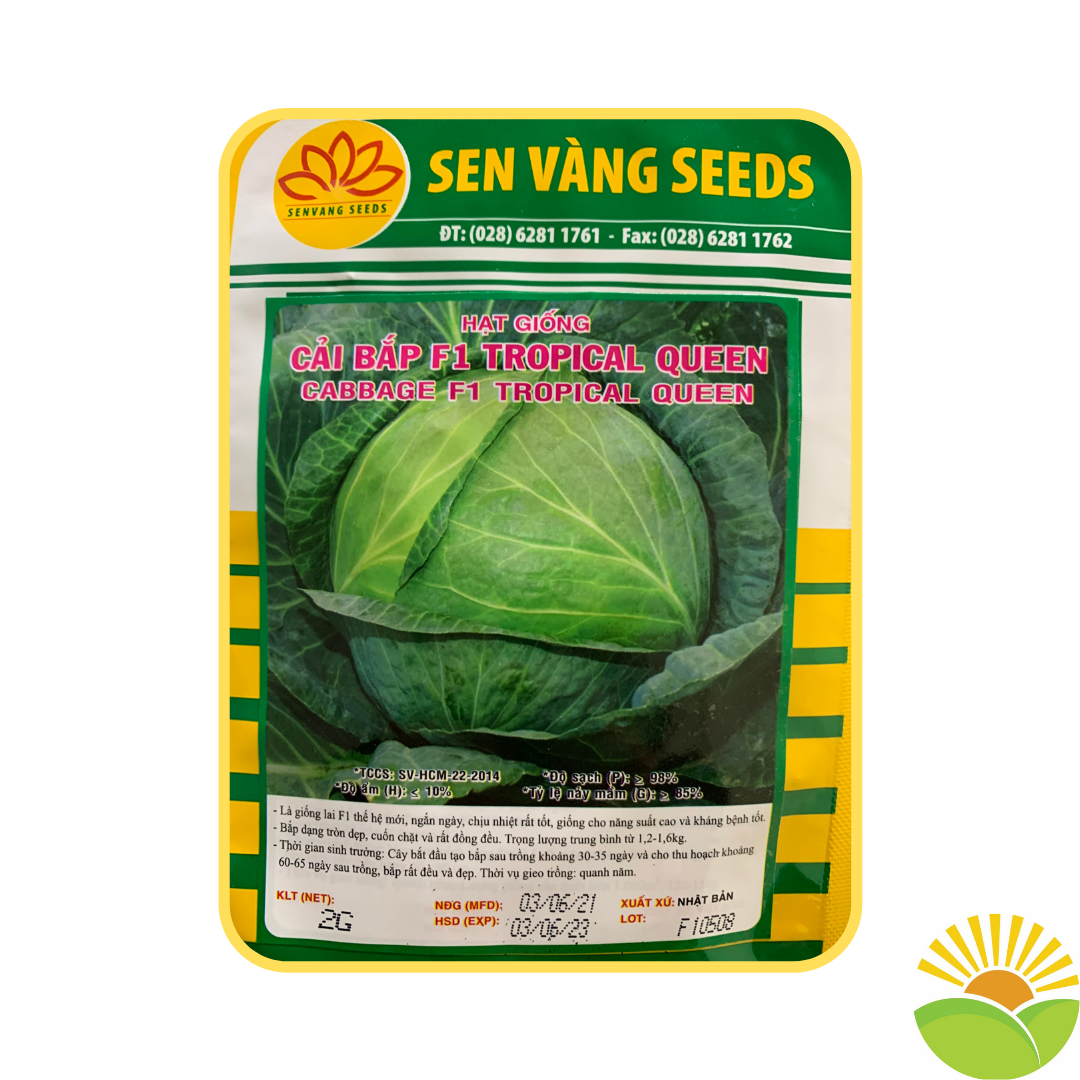 SENVANG SEEDS
SEN VÀNG SEEDS
ĐT: (028) 6281 1761 - Fax: (028) 6281 1762
HẠT GIỐNG
CẢI BẮP F1 TROPICAL QUEEN
CABBAGE F1 TROPICAL QUEEN
*TCCS: SV-HCM-22-2014 *Độ sạch (P): ≥ 98%
*Độ ẩm (H): ≤ 10% *Tỷ lệ nảy mầm (G): ≥ 85%
- Là giống lai F1 thể hệ mới, ngắn ngày, chịu nhiệt rất tốt, giống cho năng suất cao và kháng bệnh tốt.
- Bắp dạng tròn dẹp, cuốn chặt và rất đồng đều. Trọng lượng trung bình từ 1,2-1,6kg.
- Thời gian sinh trưởng: Cây bắt đầu tạo bắp sau trồng khoảng 30-35 ngày và cho thu hoạch khoảng
60-65 ngày sau trồng, bắp rất đều và đẹp. Thời vụ gieo trồng: quanh năm.
KLT (NET): 2G
NĐG (MFD): 03/06/21 XUẤT XỨ: NHẬT BẢN
HSD (EXP): 03/06/23 LOT: F10508